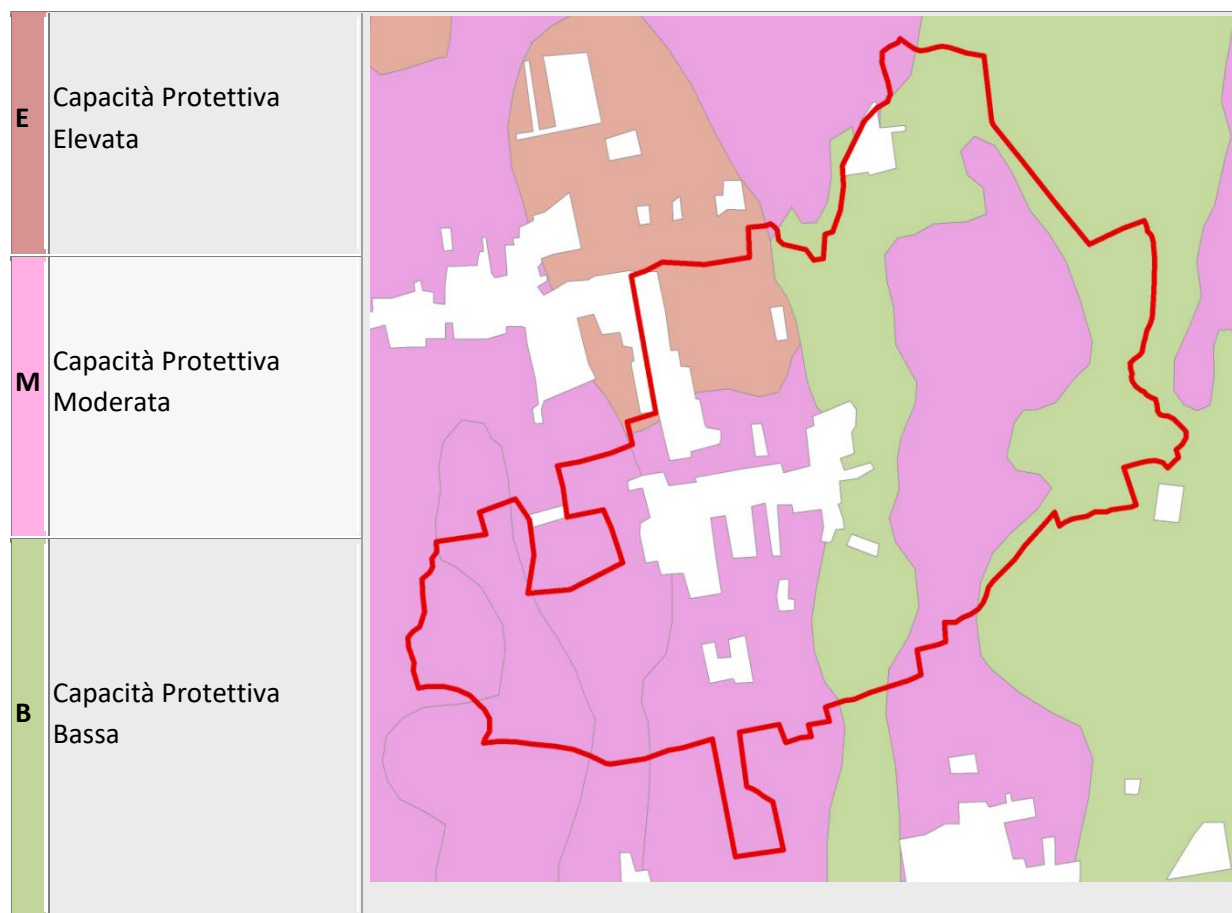 E
Capacità Protettiva
Elevata
M
Capacità Protettiva
Moderata
B
Capacità Protettiva
Bassa